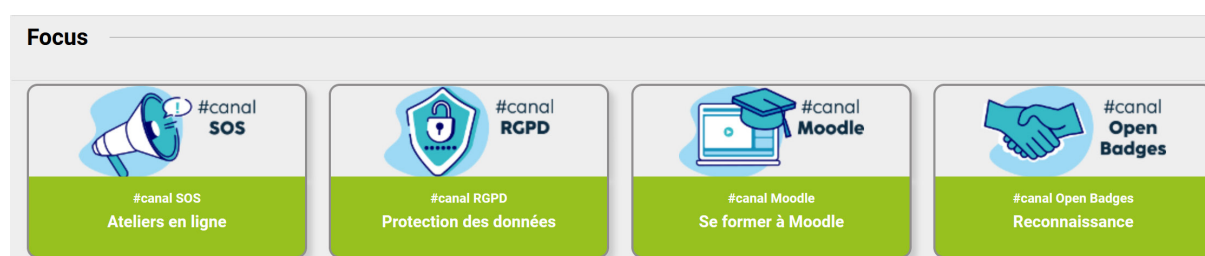 Focus
#canal
SOS
#canal SOS
Ateliers en ligne
#canal
RGPD
#canal RGPD
Protection des données
#canal
Moodle
#canal Moodle
Se former à Moodle
#canal
Open
Badges
#canal Open Badges
Reconnaissance